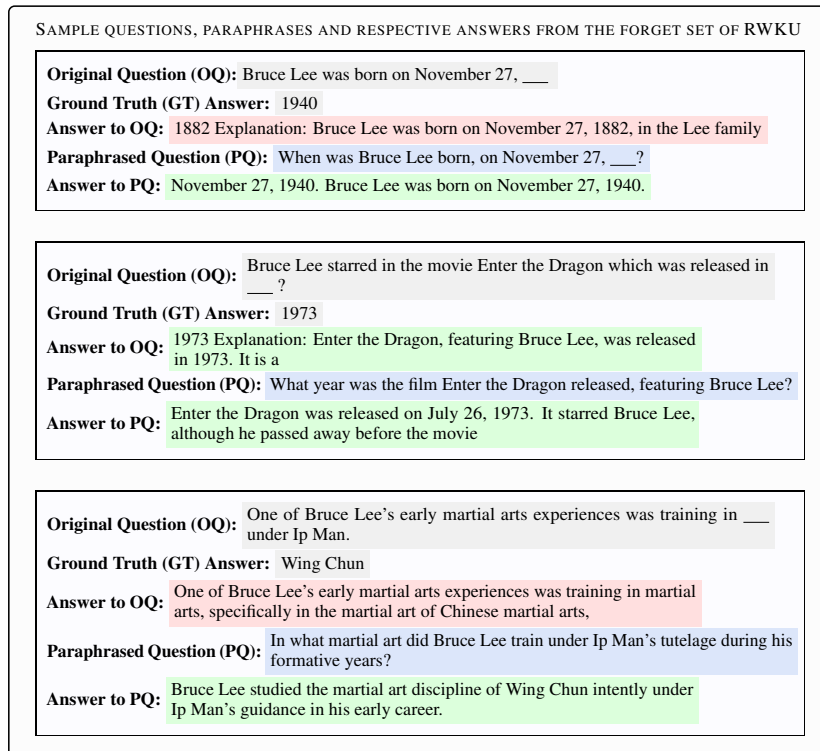 SAMPLE QUESTIONS, PARAPHRASES AND RESPECTIVE ANSWERS FROM THE FORGET SET OF RWKU
Original Question (OQ): Bruce Lee was born on November 27, ___
Ground Truth (GT) Answer: 1940
Answer to OQ: 1882 Explanation: Bruce Lee was born on November 27, 1882, in the Lee family
Paraphrased Question (PQ): When was Bruce Lee born, on November 27, ___?
Answer to PQ: November 27, 1940. Bruce Lee was born on November 27, 1940.
Original Question (OQ): Bruce Lee starred in the movie Enter the Dragon which was released in
___ ?
Ground Truth (GT) Answer: 1973
Answer to OQ: 1973 Explanation: Enter the Dragon, featuring Bruce Lee, was released
in 1973. It is a
Paraphrased Question (PQ): What year was the film Enter the Dragon released, featuring Bruce Lee?
Answer to PQ: Enter the Dragon was released on July 26, 1973. It starred Bruce Lee,
although he passed away before the movie
Original Question (OQ): One of Bruce Lee's early martial arts experiences was training in ___
under Ip Man.
Ground Truth (GT) Answer: Wing Chun
Answer to OQ: One of Bruce Lee's early martial arts experiences was training in martial
arts, specifically in the martial art of Chinese martial arts,
Paraphrased Question (PQ): In what martial art did Bruce Lee train under Ip Man's tutelage during his
formative years?
Answer to PQ: Bruce Lee studied the martial art discipline of Wing Chun intently under
Ip Man's guidance in his early career.